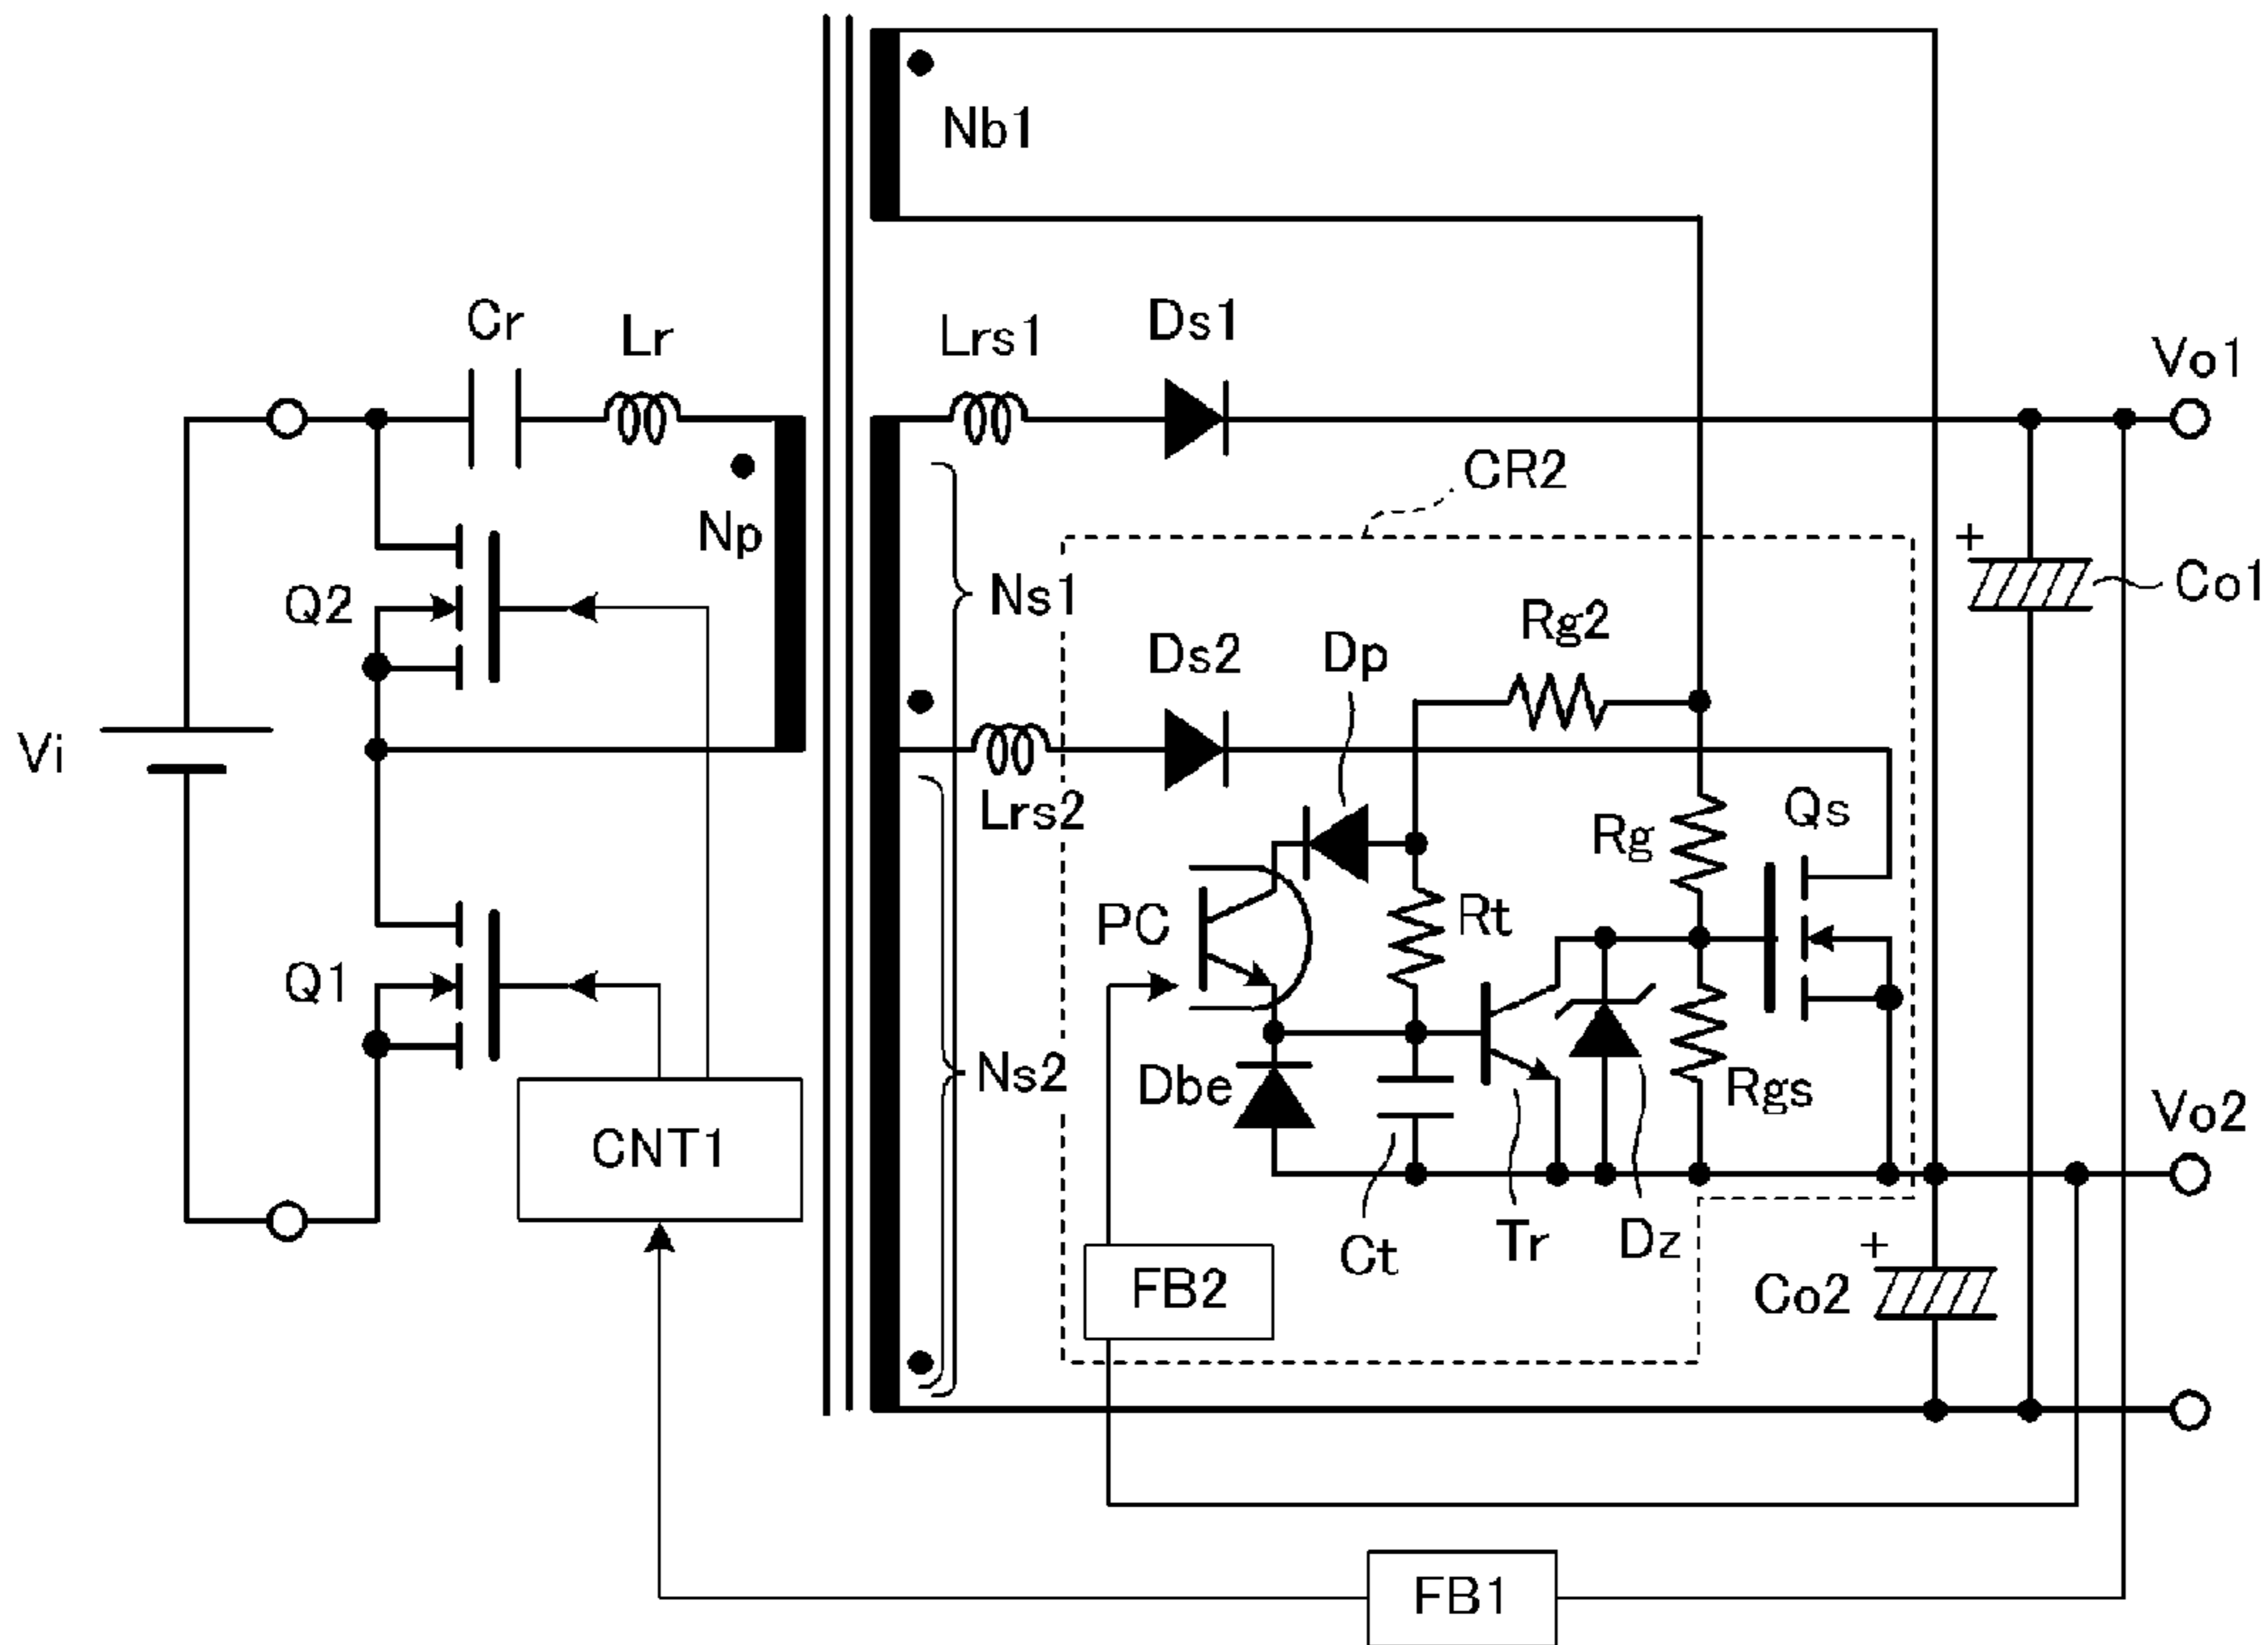 Nb1
Cr
Lr
Lrs1
Ds1
Vo1
CR2
Np
+
Co1
Q2
Ns1
Rg2
Ds2
Dp
Vi
Lrs2
Rg
Qs
PC
Rt
Q1
Ns2
Dbe
Rgs
Vo2
CNT1
Ct
Tr
Dz
+
FB2
Co2
FB1